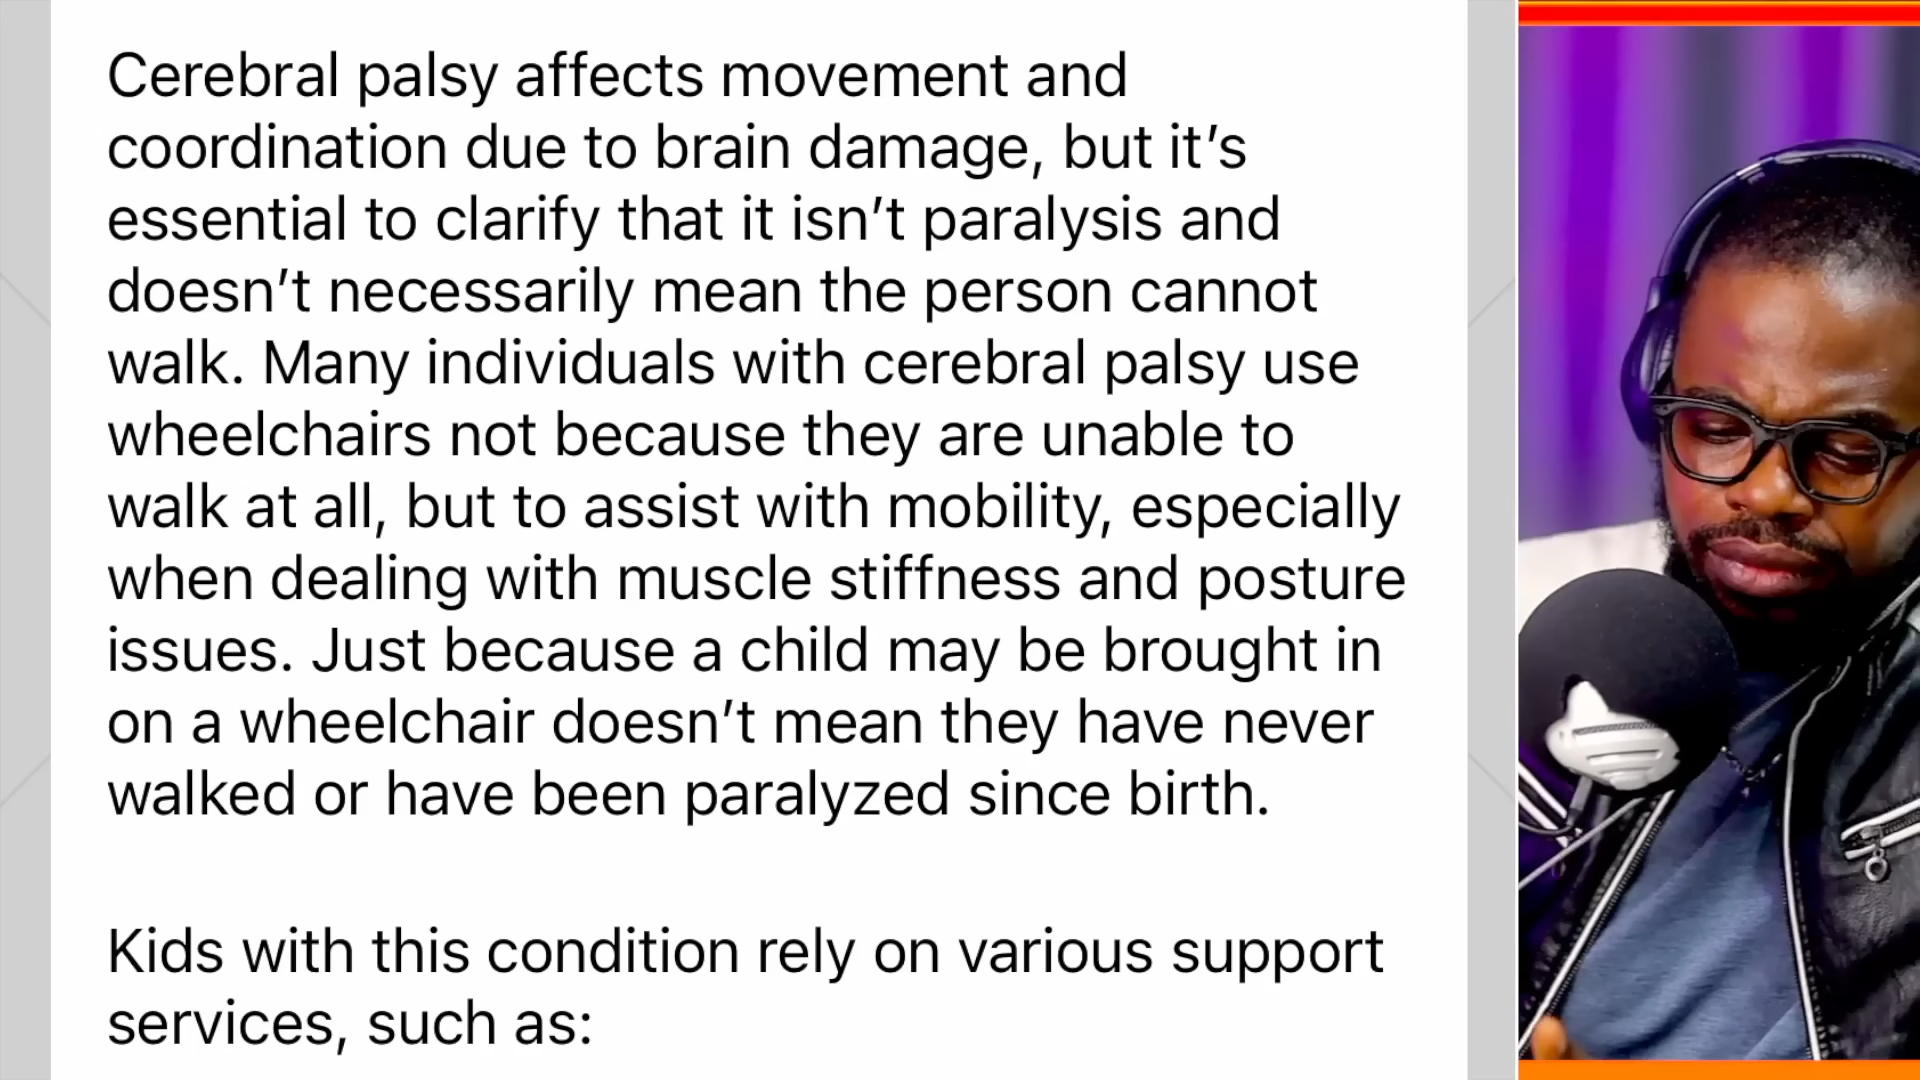 Cerebral palsy affects movement and
coordination due to brain damage, but it’s
essential to clarify that it isn’t paralysis and
doesn’t necessarily mean the person cannot
walk. Many individuals with cerebral palsy use
wheelchairs not because they are unable to
walk at all, but to assist with mobility, especially
when dealing with muscle stiffness and posture
issues. Just because a child may be brought in
on a wheelchair doesn’t mean they have never
walked or have been paralyzed since birth.
Kids with this condition rely on various support
services, such as: